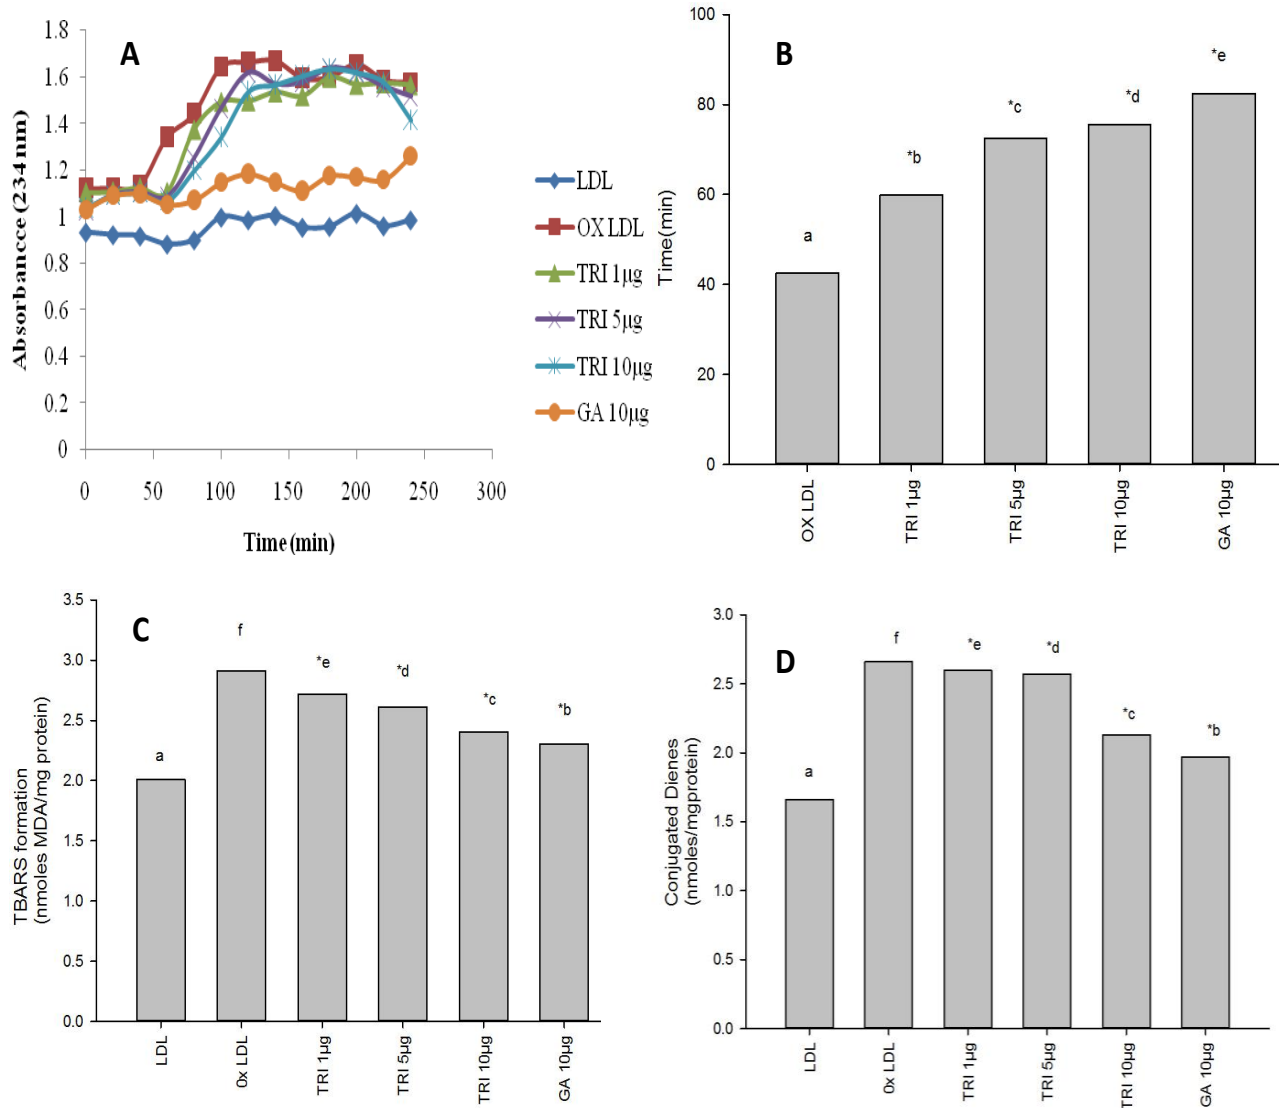 A
1.8
1.6
1.4
1.2
1
0.8
0.6
0.4
0.2
0
0 50 100 150 200 250 300
Absorbancce (234 nm)
Time (min)
LDL
OX LDL
TRI 1µg
TRI 5µg
TRI 10µg
GA 10µg
B
100
80
60
40
20
0
Time(min)
a
*b
*c
*d
*e
OX LDL
TRI 1µg
TRI 5µg
TRI 10µg
GA 10µg
C
3.5
3.0
2.5
2.0
1.5
1.0
0.5
0.0
TBARS formation
(nmoles MDA/mg protein)
a
f
*e
*d
*c
*b
LDL
0x LDL
TRI 1µg
TRI 5µg
TRI 10µg
GA 10µg
D
3.0
2.5
2.0
1.5
1.0
0.5
0.0
Conjugated Dienes
(nmoles/mgprotein)
a
f
*e
*d
*c
*b
LDL
0x LDL
TRI 1µg
TRI 5µg
TRI 10µg
GA 10µg